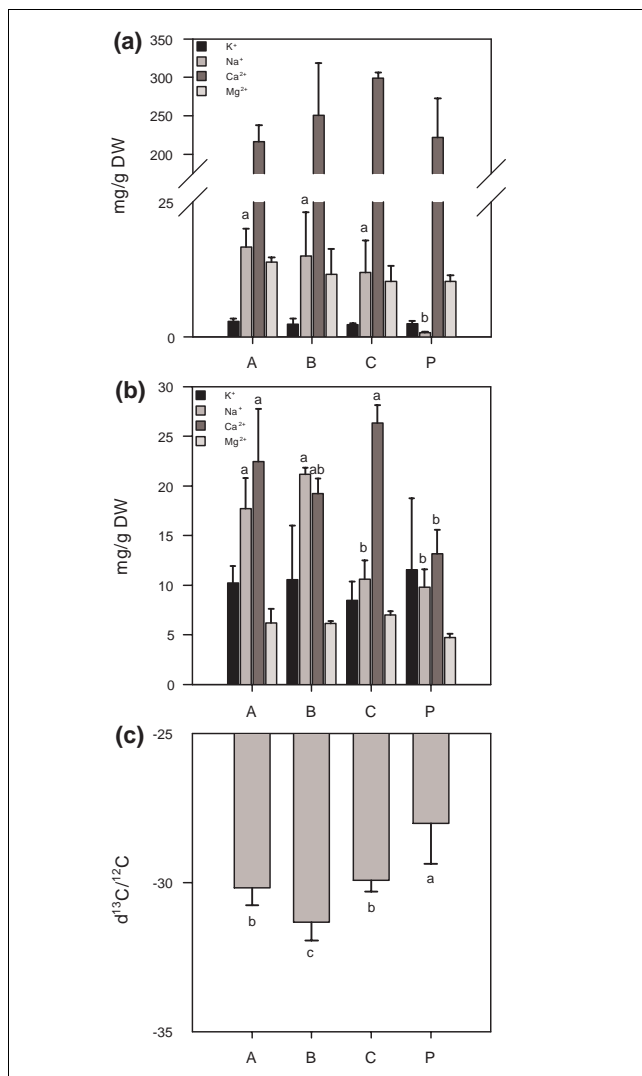 (a)
K⁺
Na⁺
Ca²⁺
Mg²⁺
350
300
250
200
25
0
mg/g DW
a
a
a
b
A B C P
(b)
K⁺
Na⁺
Ca²⁺
Mg²⁺
30
25
20
15
10
5
0
mg/g DW
a a
a ab
b a
b b
A B C P
(c)
-25
-30
-35
d¹³C/¹²C
b
c
b
a
A B C P